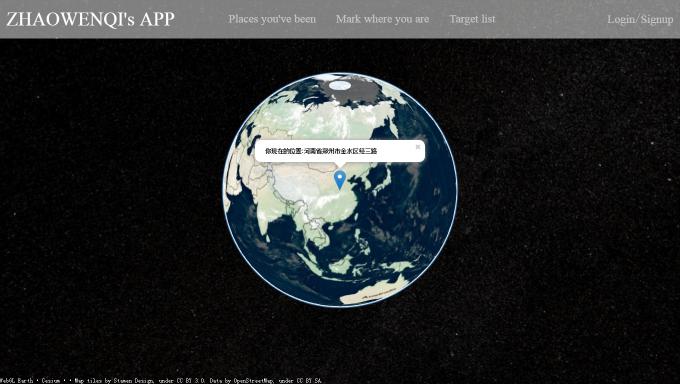 ZHAOWENQI's APP
Places you've been
Mark where you are
Target list
Login/Signup
你现在的位置:河南省郑州市金水区经三路
WebGL Earth • Cesium • • Map tiles by Stamen Design, under CC BY 3.0. Data by OpenStreetMap, under CC BY SA.